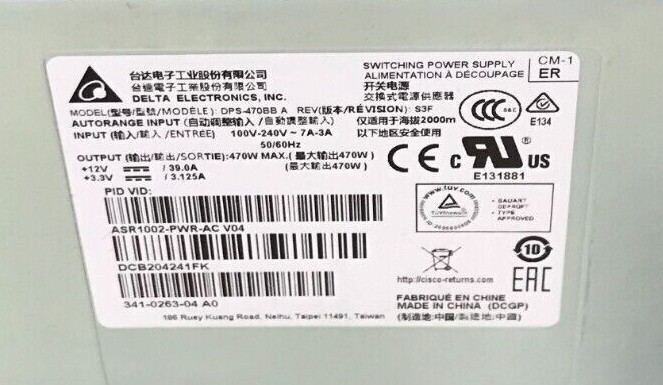 台达电子工业股份有限公司
台達電子工業股份有限公司
DELTA ELECTRONICS, INC.
SWITCHING POWER SUPPLY
ALIMENTATION À DÉCOUPAGE
开关电源
交換式電源供應器
CM-1
ER
MODEL(型号/型號/MODÈLE): DPS-470BB A REV(版本/RÉVISION): S3F
AUTORANGE INPUT (自动调整输入/自動調整輸入)
仅适用于海拔2000m
以下地区安全使用
INPUT (输入/輸入/ENTRÉE) 100V-240V ~ 7A-3A
50/60Hz
OUTPUT (输出/輸出/SORTIE):470W MAX.(最大输出470W)
(最大輸出470W)
+12V / 39.0A
+3.3V / 3.125A
CCC
S&E
E134
CE
c UL US
®
E131881
PID VID:
ASR1002-PWR-AC V04
DCB204241FK
341-0263-04 A0
www.tuv.com
TÜVRheinland
BAUART
GEPRÜFT
TYPE
APPROVED
10
EAC
http://cisco-returns.com
FABRIQUÉ EN CHINE
MADE IN CHINA (DCGP)
(制造地:中国/製造地:中國)
186 Ruey Kuang Road, Neihu, Taipei 11491, Taiwan